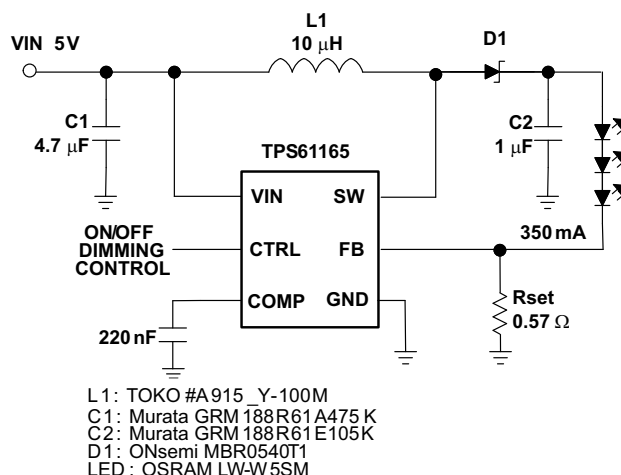 L1
10 μH
VIN 5V
D1
C1
4.7 μF
C2
1 μF
TPS61165
VIN
SW
ON/OFF
DIMMING
CONTROL
CTRL
FB
350 mA
COMP
GND
220 nF
Rset
0.57 Ω
L1: TOKO #A915_Y-100M
C1: Murata GRM188R61A475K
C2: Murata GRM188R61E105K
D1: ONsemi MBR0540T1
LED: OSRAM LW-W5SM